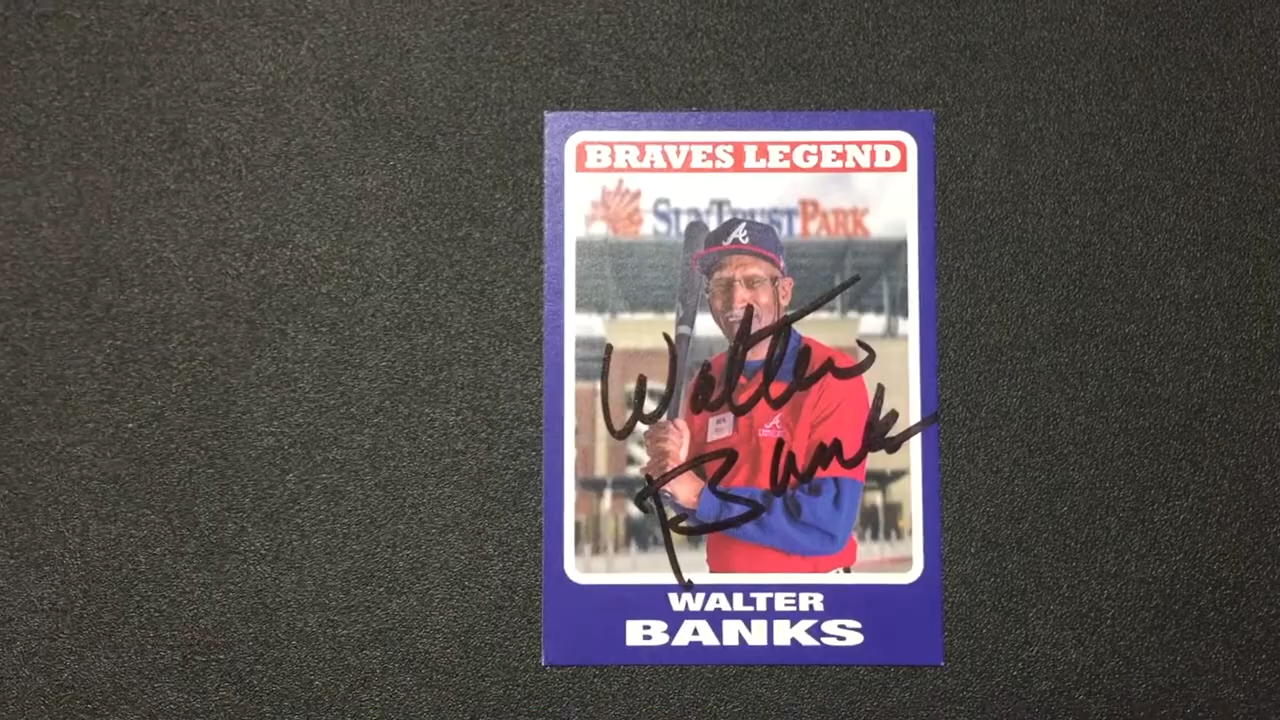 BRAVES LEGEND
SUNTRUST PARK
A
Walter
A
Banks
WALTER
BANKS